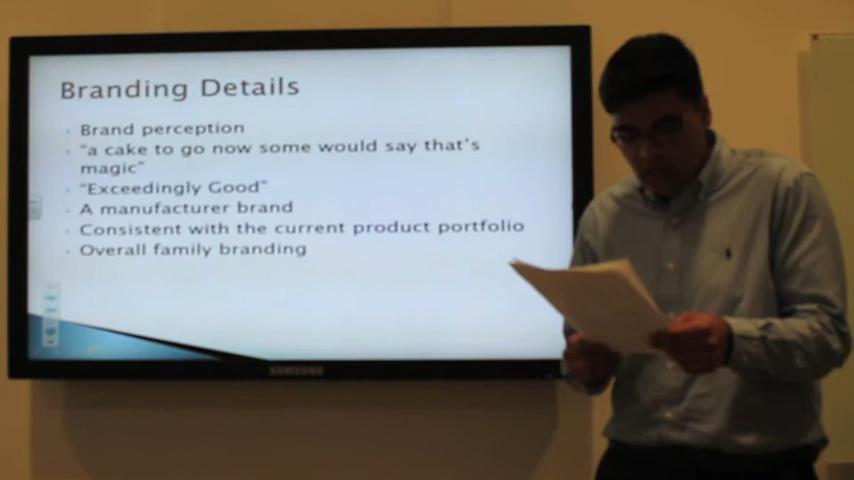 Branding Details
Brand perception
"a cake to go now some would say that's
magic"
"Exceedingly Good"
A manufacturer brand
Consistent with the current product portfolio
Overall family branding
SAMSUNG